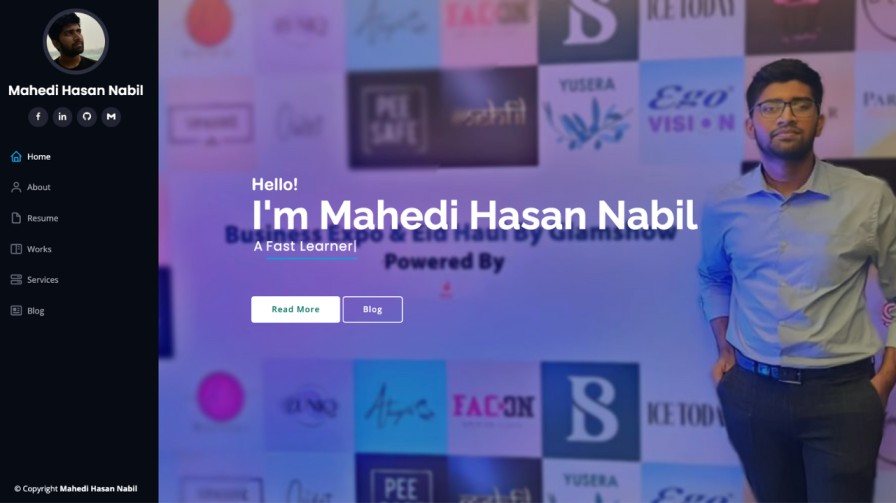 Mahedi Hasan Nabil
Home
About
Resume
Works
Services
Blog
© Copyright Mahedi Hasan Nabil
FACON
ICE TODAY
S
PEE
SAFE
YUSERA
Ego
VISION
Hello!
I'm Mahedi Hasan Nabil
Business Expo & Eid Haul By Glamshow
A Fast Learner|
Powered By
Read More
Blog
FACON
S
ICE TODAY
PEE
SAFE
YUSERA